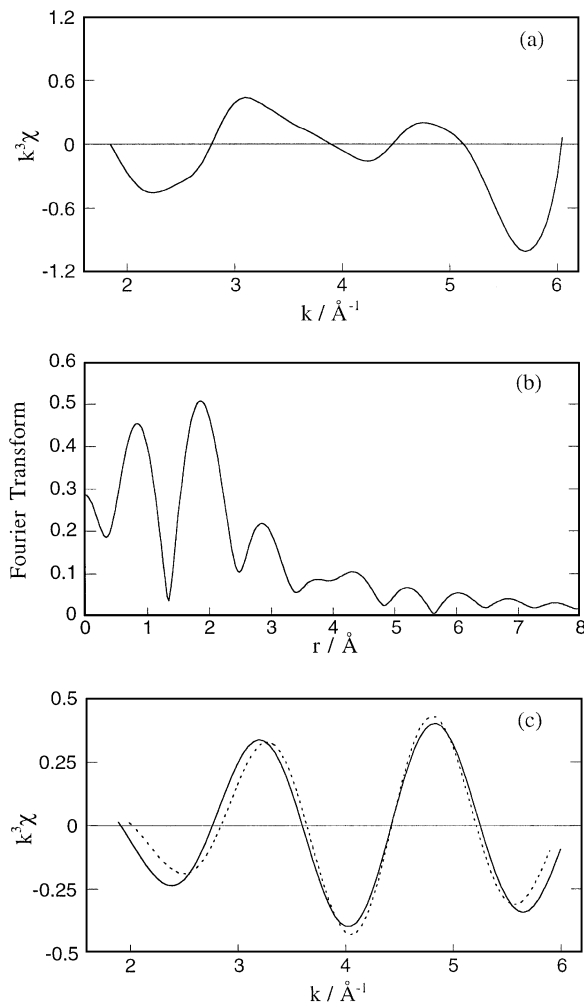 (a)
1.2
0.6
0
-0.6
-1.2
k³χ
2 3 4 5 6
k / Å⁻¹
(b)
0.6
0.5
0.4
0.3
0.2
0.1
0
Fourier Transform
0 1 2 3 4 5 6 7 8
r / Å
(c)
0.5
0.25
0
-0.25
-0.5
k³χ
2 3 4 5 6
k / Å⁻¹